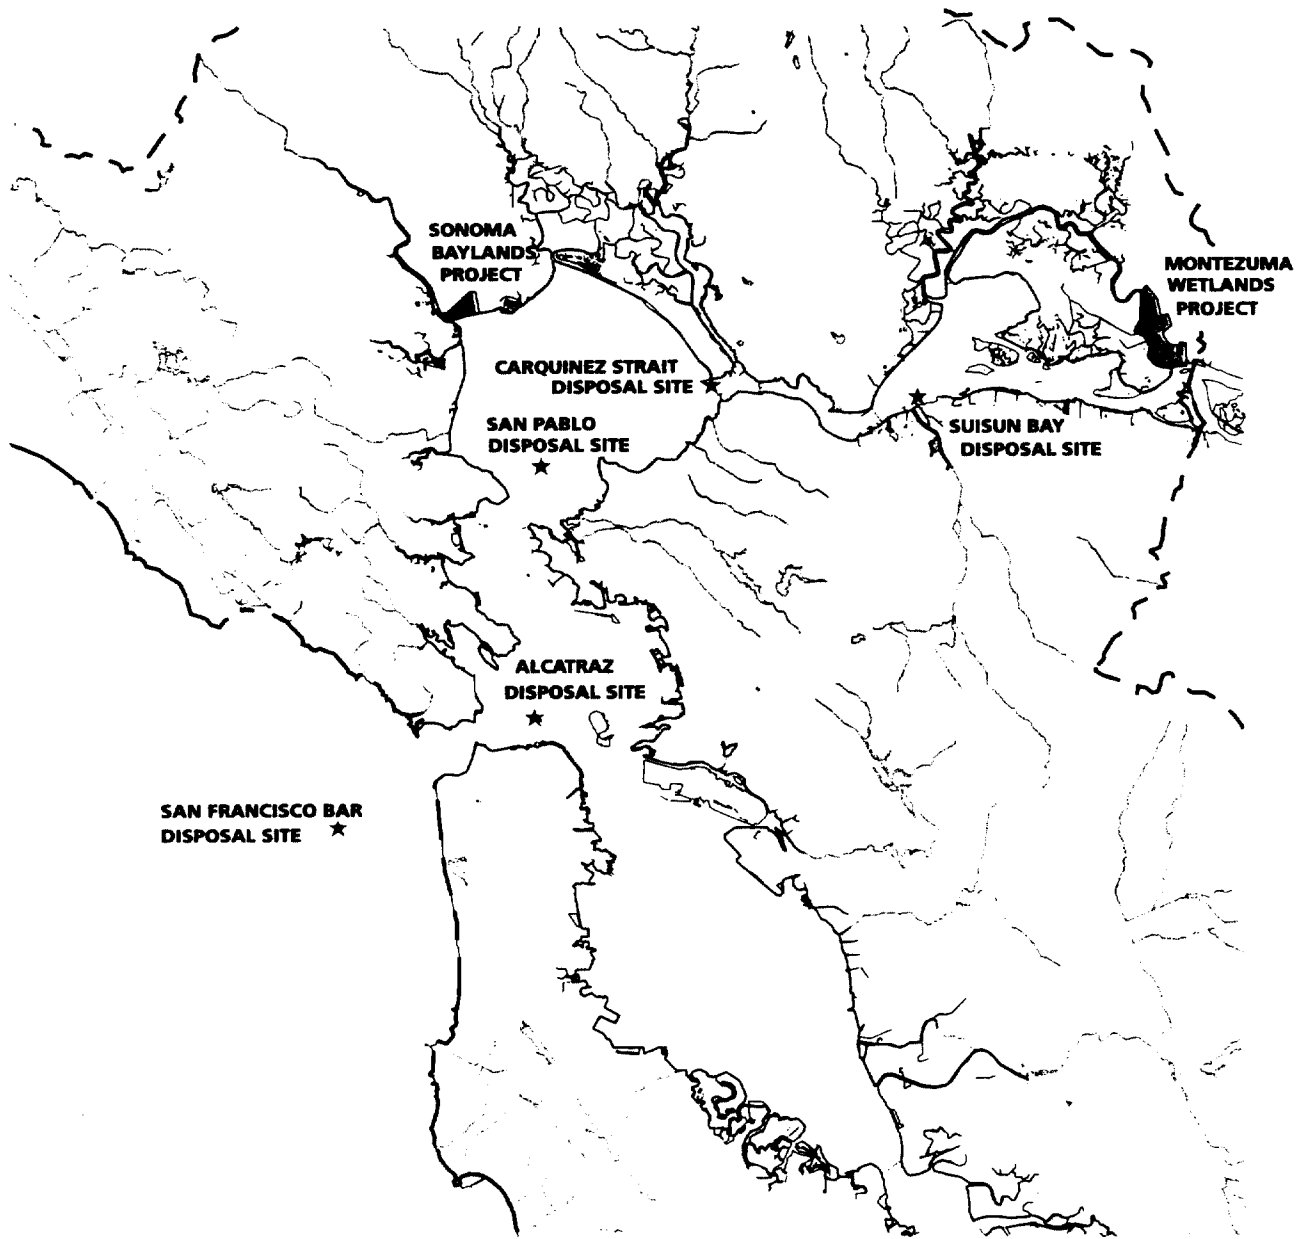 SONOMA
BAYLANDS
PROJECT
MONTEZUMA
WETLANDS
PROJECT
CARQUINEZ STRAIT
DISPOSAL SITE
SAN PABLO
DISPOSAL SITE
SUISUN BAY
DISPOSAL SITE
ALCATRAZ
DISPOSAL SITE
SAN FRANCISCO BAR
DISPOSAL SITE